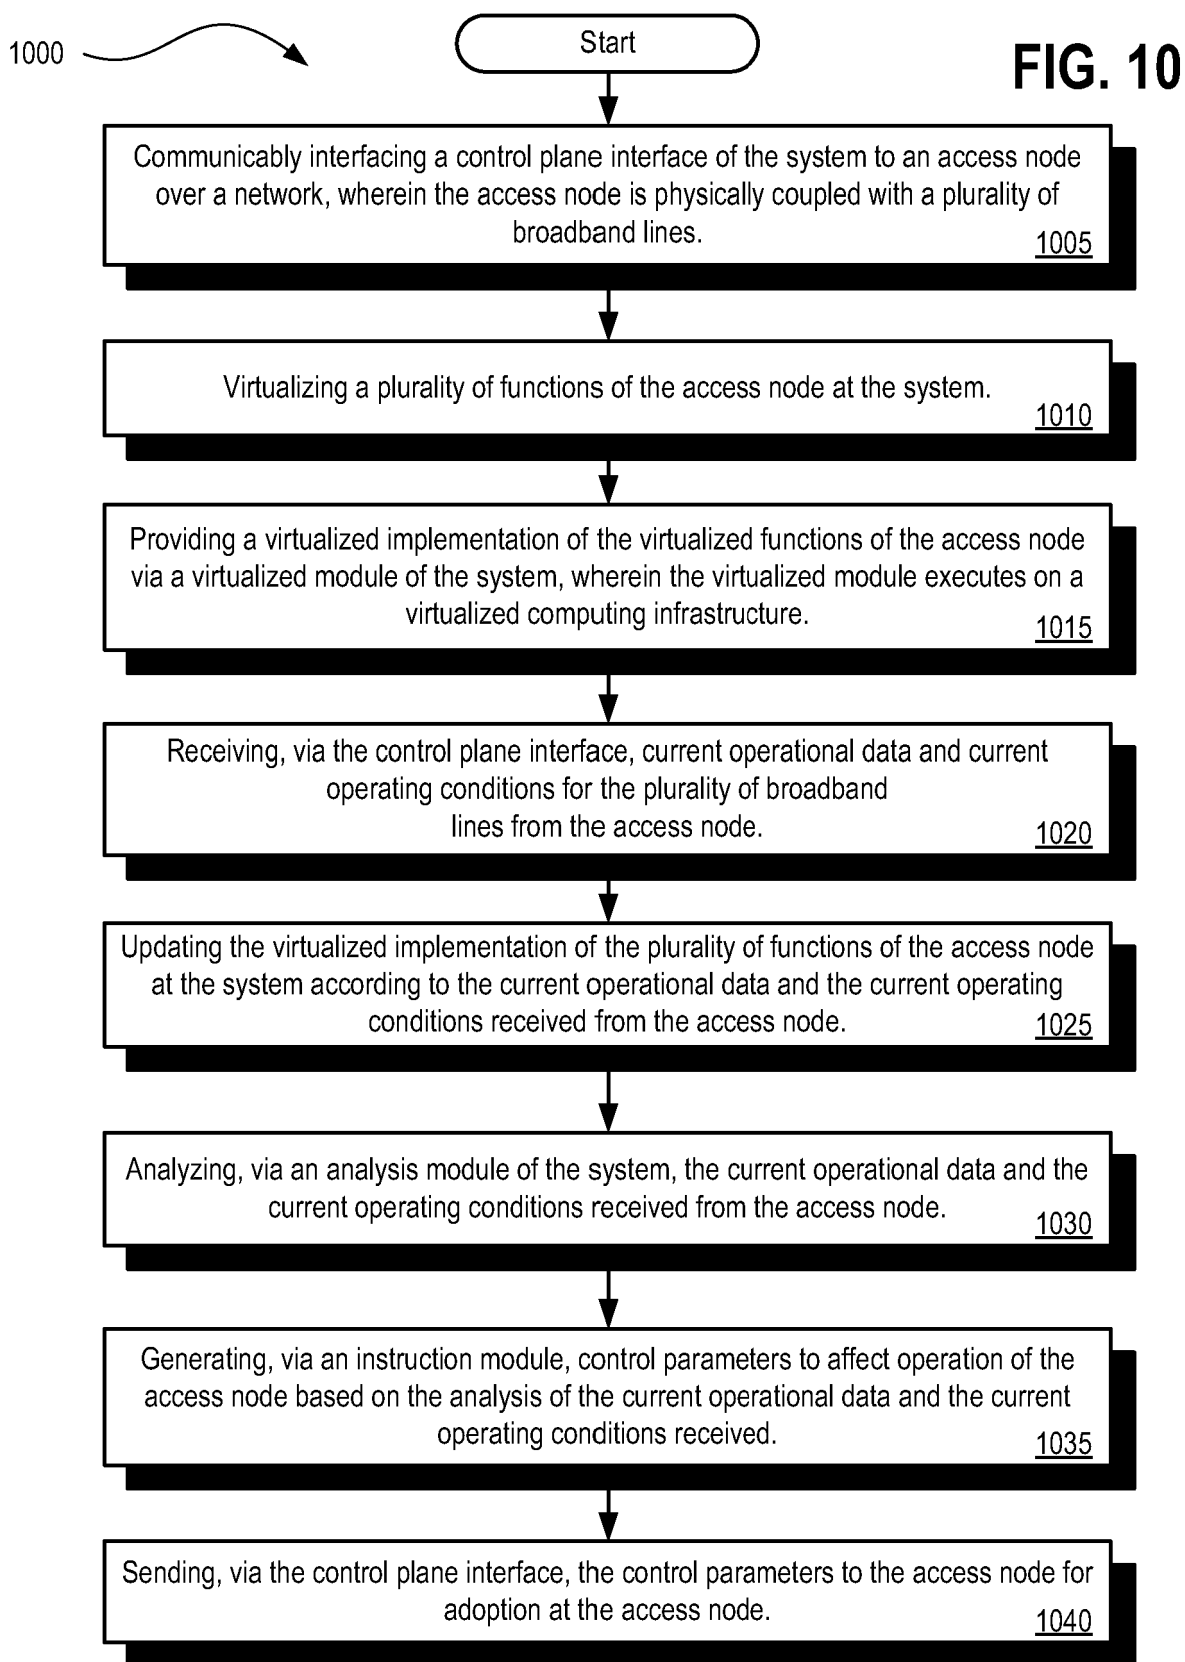 1000
Start
FIG. 10
Communicably interfacing a control plane interface of the system to an access node
over a network, wherein the access node is physically coupled with a plurality of
broadband lines.
1005
Virtualizing a plurality of functions of the access node at the system.
1010
Providing a virtualized implementation of the virtualized functions of the access node
via a virtualized module of the system, wherein the virtualized module executes on a
virtualized computing infrastructure.
1015
Receiving, via the control plane interface, current operational data and current
operating conditions for the plurality of broadband
lines from the access node.
1020
Updating the virtualized implementation of the plurality of functions of the access node
at the system according to the current operational data and the current operating
conditions received from the access node.
1025
Analyzing, via an analysis module of the system, the current operational data and the
current operating conditions received from the access node.
1030
Generating, via an instruction module, control parameters to affect operation of the
access node based on the analysis of the current operational data and the current
operating conditions received.
1035
Sending, via the control plane interface, the control parameters to the access node for
adoption at the access node.
1040